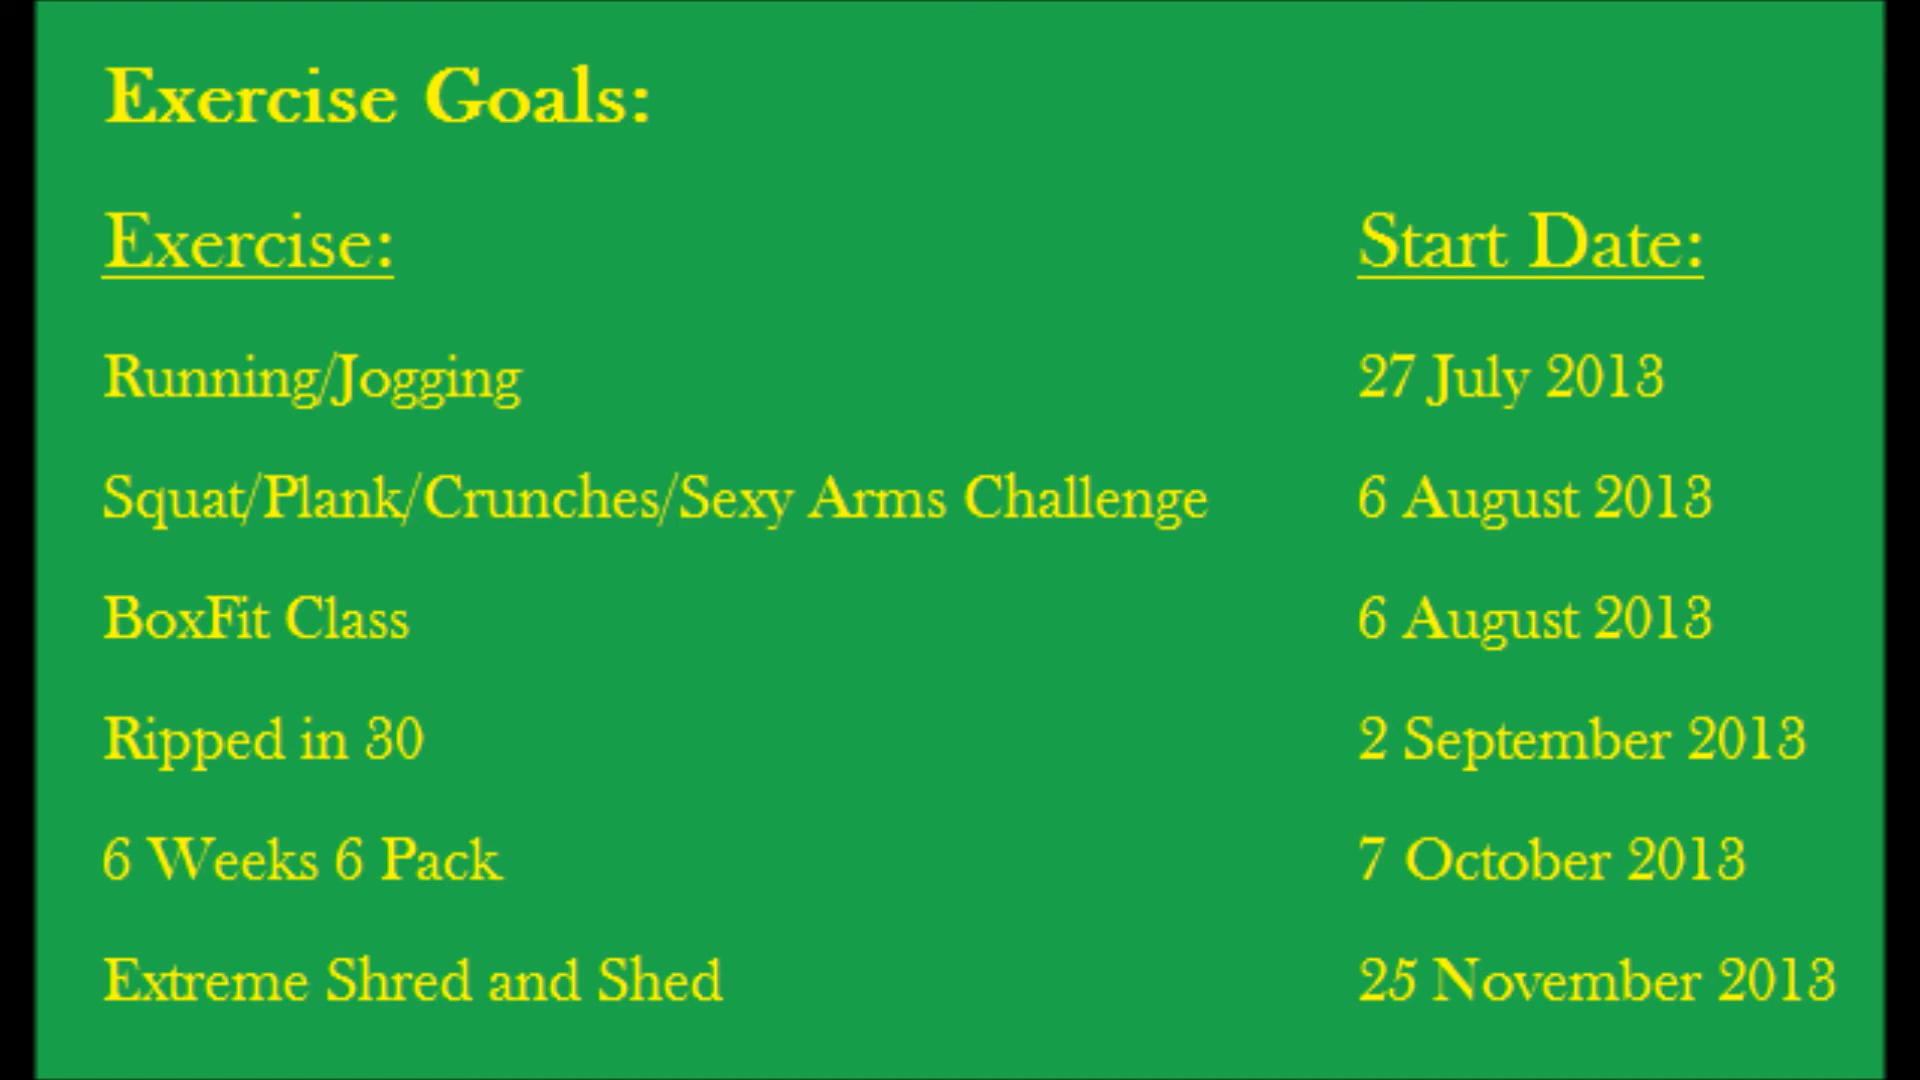 Exercise Goals:
Exercise: Start Date:
Running/Jogging 27 July 2013
Squat/Plank/Crunches/Sexy Arms Challenge 6 August 2013
BoxFit Class 6 August 2013
Ripped in 30 2 September 2013
6 Weeks 6 Pack 7 October 2013
Extreme Shred and Shed 25 November 2013